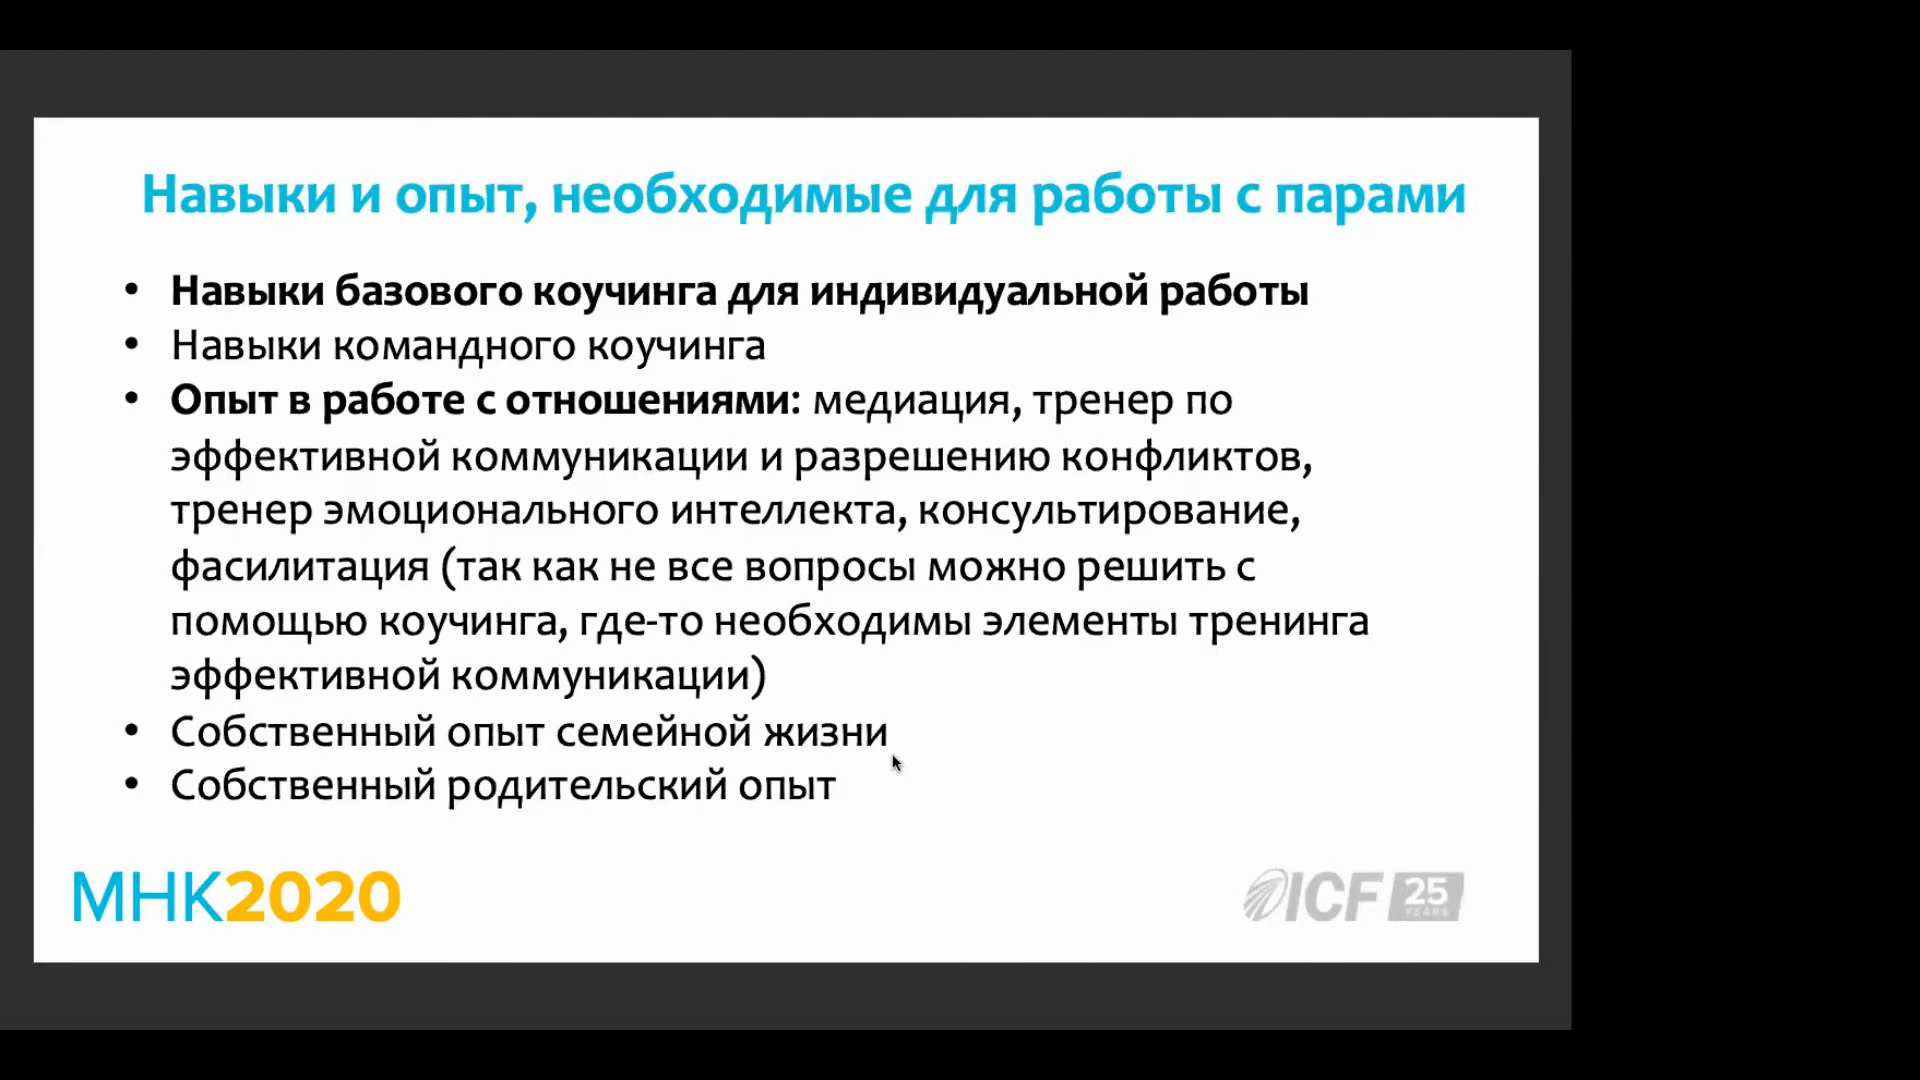 Навыки и опыт, необходимые для работы с парами
• Навыки базового коучинга для индивидуальной работы
• Навыки командного коучинга
• Опыт в работе с отношениями: медиация, тренер по
эффективной коммуникации и разрешению конфликтов,
тренер эмоционального интеллекта, консультирование,
фасилитация (так как не все вопросы можно решить с
помощью коучинга, где-то необходимы элементы тренинга
эффективной коммуникации)
• Собственный опыт семейной жизни
• Собственный родительский опыт
МНК2020
ICF 25
YEARS